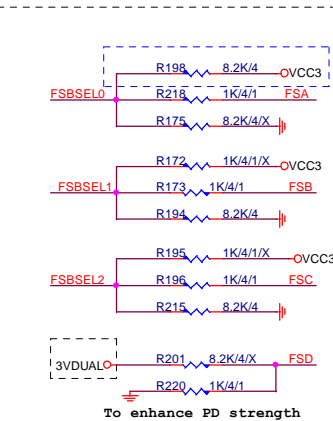 R198 8.2K/4 VCC3
FSBSEL0 R218 1K/4/1 FSA
R175 8.2K/4/X
R172 1K/4/1/X VCC3
FSBSEL1 R173 1K/4/1 FSB
R194 8.2K/4
R195 1K/4/1/X VCC3
FSBSEL2 R196 1K/4/1 FSC
R215 8.2K/4
3VDUAL R201 8.2K/4/X FSD
R220 1K/4/1
To enhance PD strength